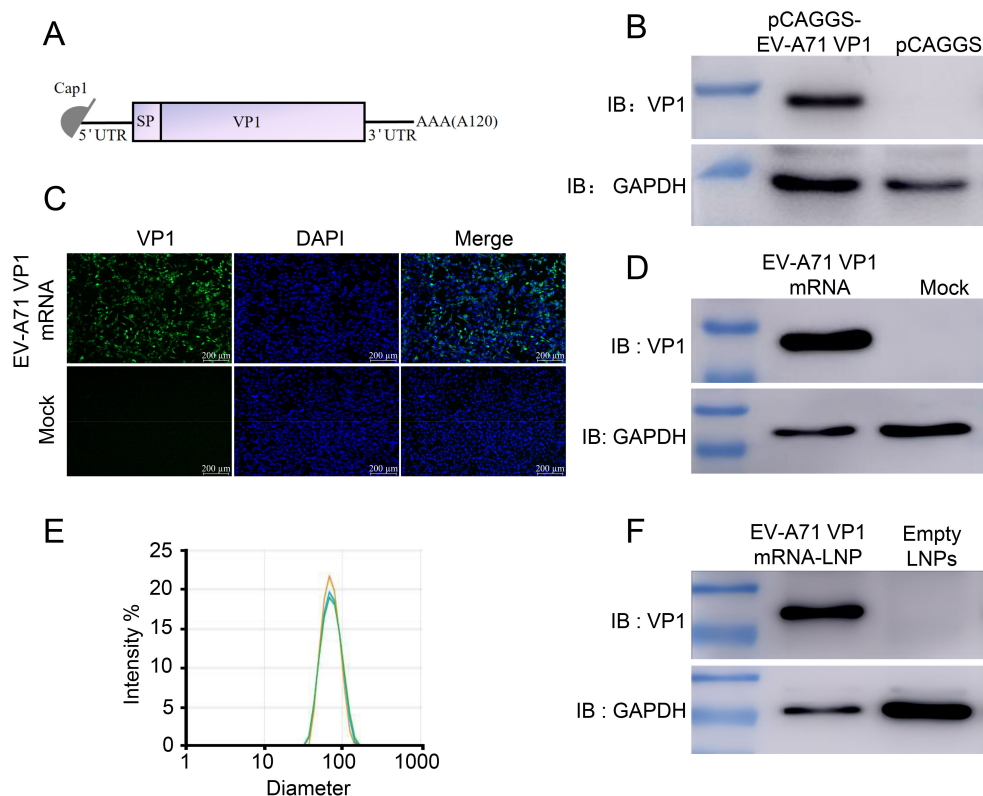 A
Cap1
5' UTR
SP
VP1
3' UTR
AAA(A120)
B
pCAGGS-
EV-A71 VP1
pCAGGS
IB: VP1
IB: GAPDH
C
VP1
DAPI
Merge
EV-A71 VP1
mRNA
200 μm
200 μm
200 μm
Mock
200 μm
200 μm
200 μm
D
EV-A71 VP1
mRNA
Mock
IB : VP1
IB: GAPDH
E
25
20
15
10
5
0
Intensity %
1
10
100
1000
Diameter
F
EV-A71 VP1
mRNA-LNP
Empty
LNPs
IB : VP1
IB : GAPDH